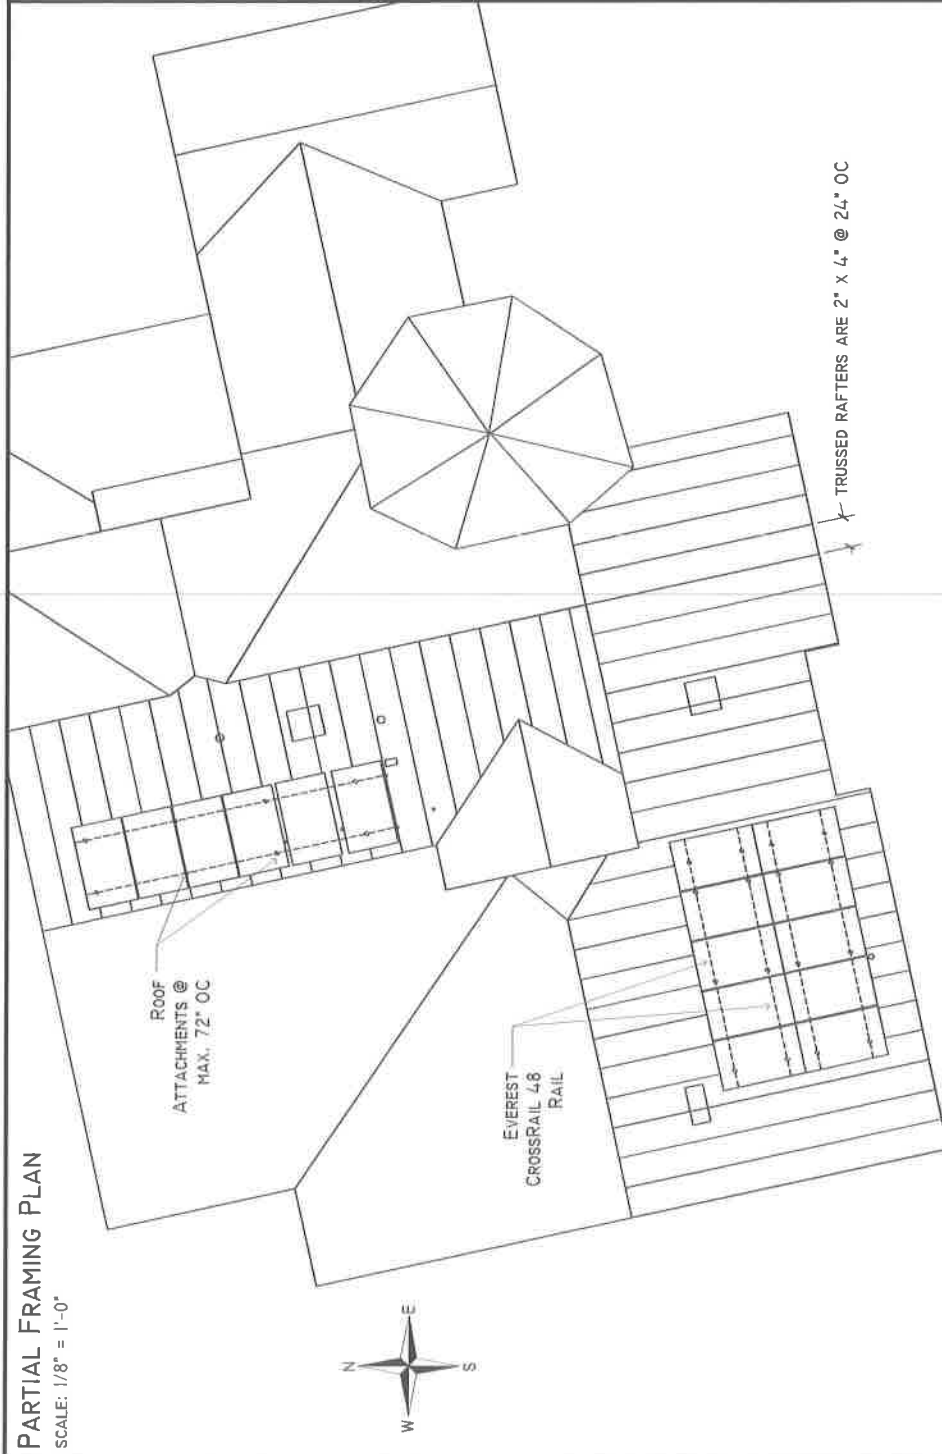 PARTIAL FRAMING PLAN
SCALE: 1/8" = 1'-0"
ROOF
ATTACHMENTS @
MAX. 72" OC
EVEREST
CROSSRAIL 48
RAIL
TRUSSED RAFTERS ARE 2" X 4" @ 24" OC
N
W
E
S